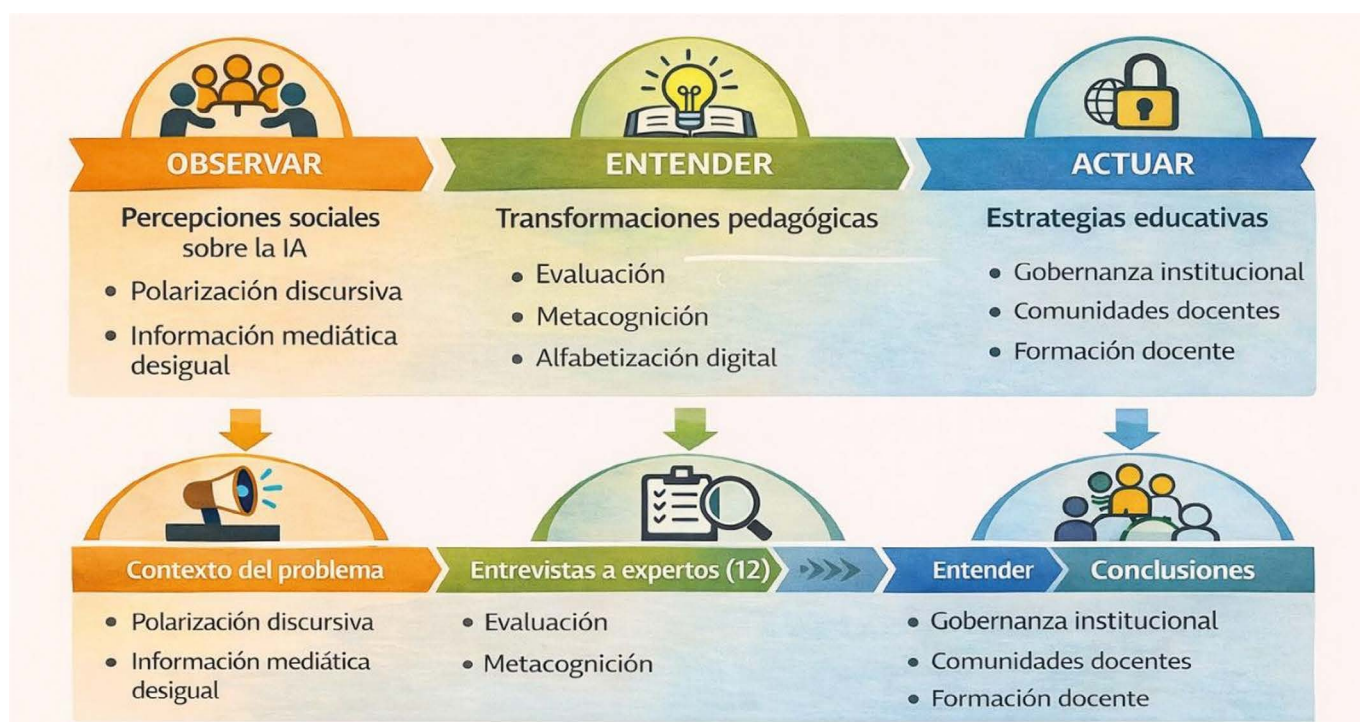 OBSERVAR
Percepciones sociales
sobre la IA
• Polarización discursiva
• Información mediática
desigual
ENTENDER
Transformaciones pedagógicas
• Evaluación
• Metacognición
• Alfabetización digital
ACTUAR
Estrategias educativas
• Gobernanza institucional
• Comunidades docentes
• Formación docente
Contexto del problema
• Polarización discursiva
• Información mediática
desigual
Entrevistas a expertos (12)
• Evaluación
• Metacognición
Entender
Conclusiones
• Gobernanza institucional
• Comunidades docentes
• Formación docente